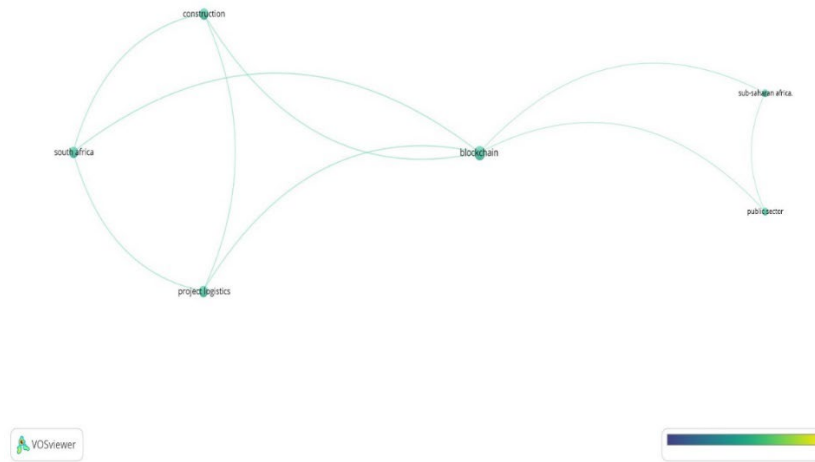 construction
sub-saharan africa.
south africa
blockchain
public sector
project logistics
VOSviewer